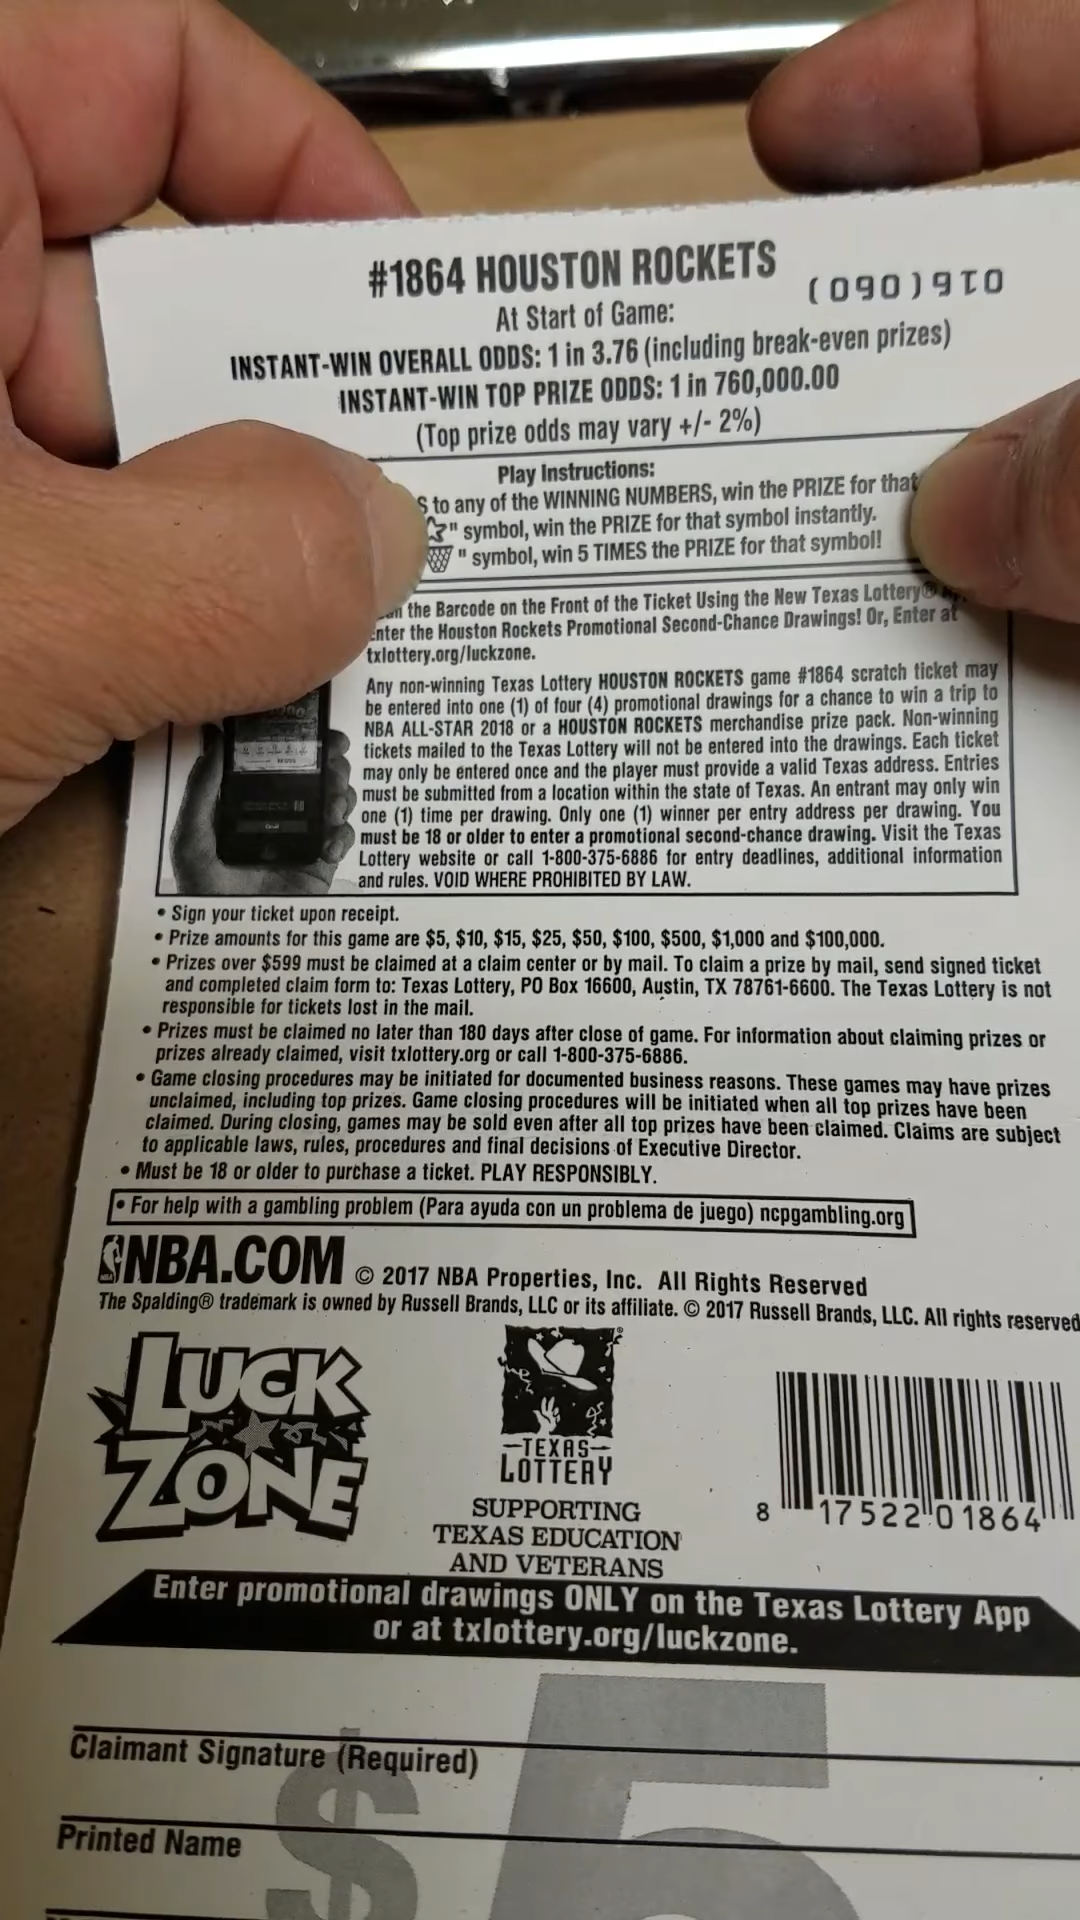 #1864 HOUSTON ROCKETS
(090)910
At Start of Game:
INSTANT-WIN OVERALL ODDS: 1 in 3.76 (including break-even prizes)
INSTANT-WIN TOP PRIZE ODDS: 1 in 760,000.00
(Top prize odds may vary +/- 2%)
Play Instructions:
S to any of the WINNING NUMBERS, win the PRIZE for that
" symbol, win the PRIZE for that symbol instantly.
" symbol, win 5 TIMES the PRIZE for that symbol!
the Barcode on the Front of the Ticket Using the New Texas Lottery®
Enter the Houston Rockets Promotional Second-Chance Drawings! Or, Enter at
txlottery.org/luckzone.
Any non-winning Texas Lottery HOUSTON ROCKETS game #1864 scratch ticket may
be entered into one (1) of four (4) promotional drawings for a chance to win a trip to
NBA ALL-STAR 2018 or a HOUSTON ROCKETS merchandise prize pack. Non-winning
tickets mailed to the Texas Lottery will not be entered into the drawings. Each ticket
may only be entered once and the player must provide a valid Texas address. Entries
must be submitted from a location within the state of Texas. An entrant may only win
one (1) time per drawing. Only one (1) winner per entry address per drawing. You
must be 18 or older to enter a promotional second-chance drawing. Visit the Texas
Lottery website or call 1-800-375-6886 for entry deadlines, additional information
and rules. VOID WHERE PROHIBITED BY LAW.
• Sign your ticket upon receipt.
• Prize amounts for this game are $5, $10, $15, $25, $50, $100, $500, $1,000 and $100,000.
• Prizes over $599 must be claimed at a claim center or by mail. To claim a prize by mail, send signed ticket
and completed claim form to: Texas Lottery, PO Box 16600, Austin, TX 78761-6600. The Texas Lottery is not
responsible for tickets lost in the mail.
• Prizes must be claimed no later than 180 days after close of game. For information about claiming prizes or
prizes already claimed, visit txlottery.org or call 1-800-375-6886.
• Game closing procedures may be initiated for documented business reasons. These games may have prizes
unclaimed, including top prizes. Game closing procedures will be initiated when all top prizes have been
claimed. During closing, games may be sold even after all top prizes have been claimed. Claims are subject
to applicable laws, rules, procedures and final decisions of Executive Director.
• Must be 18 or older to purchase a ticket. PLAY RESPONSIBLY.
• For help with a gambling problem (Para ayuda con un problema de juego) ncpgambling.org
NBA.COM © 2017 NBA Properties, Inc. All Rights Reserved
The Spalding® trademark is owned by Russell Brands, LLC or its affiliate. © 2017 Russell Brands, LLC. All rights reserved
LUCK
ZONE
TEXAS
LOTTERY
SUPPORTING
TEXAS EDUCATION
AND VETERANS
8 17522 01864
Enter promotional drawings ONLY on the Texas Lottery App
or at txlottery.org/luckzone.
$5
Claimant Signature (Required)
Printed Name